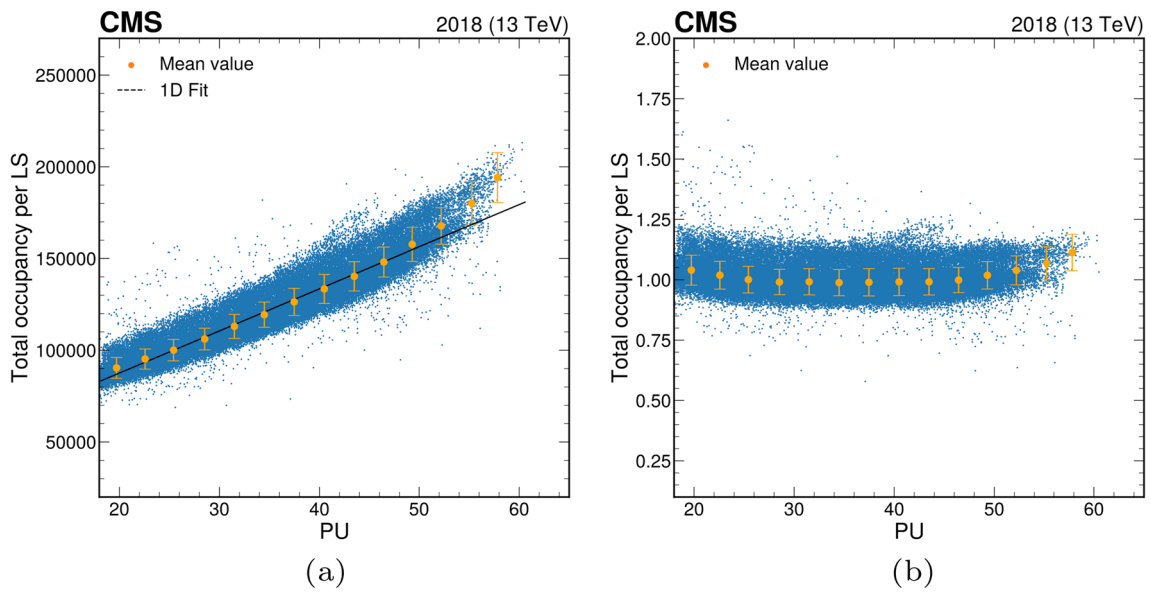 CMS 2018 (13 TeV)
Total occupancy per LS
250000
200000
150000
100000
50000
Mean value
1D Fit
20 30 40 50 60
PU
(a)
CMS 2018 (13 TeV)
Total occupancy per LS
2.00
1.75
1.50
1.25
1.00
0.75
0.50
0.25
Mean value
20 30 40 50 60
PU
(b)